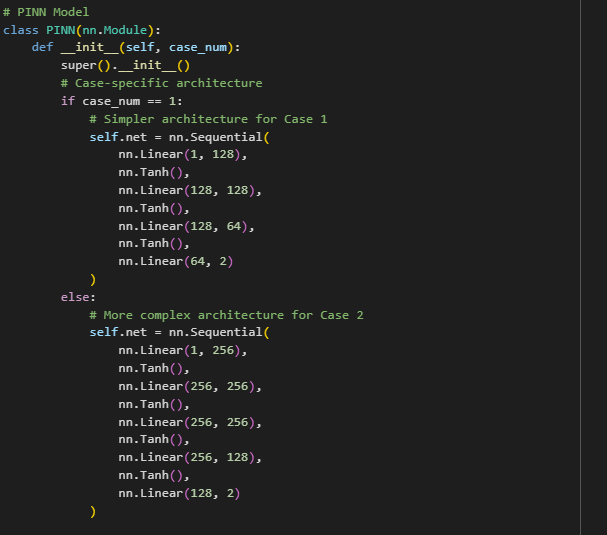 # PINN Model
class PINN(nn.Module):
    def __init__(self, case_num):
        super().__init__()
        # Case-specific architecture
        if case_num == 1:
            # Simpler architecture for Case 1
            self.net = nn.Sequential(
                nn.Linear(1, 128),
                nn.Tanh(),
                nn.Linear(128, 128),
                nn.Tanh(),
                nn.Linear(128, 64),
                nn.Tanh(),
                nn.Linear(64, 2)
            )
        else:
            # More complex architecture for Case 2
            self.net = nn.Sequential(
                nn.Linear(1, 256),
                nn.Tanh(),
                nn.Linear(256, 256),
                nn.Tanh(),
                nn.Linear(256, 256),
                nn.Tanh(),
                nn.Linear(256, 128),
                nn.Tanh(),
                nn.Linear(128, 2)
            )